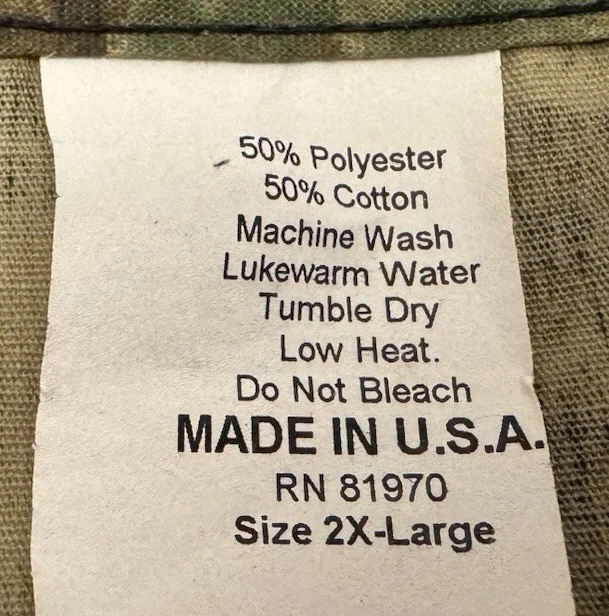 50% Polyester
50% Cotton
Machine Wash
Lukewarm Water
Tumble Dry
Low Heat.
Do Not Bleach
MADE IN U.S.A.
RN 81970
Size 2X-Large